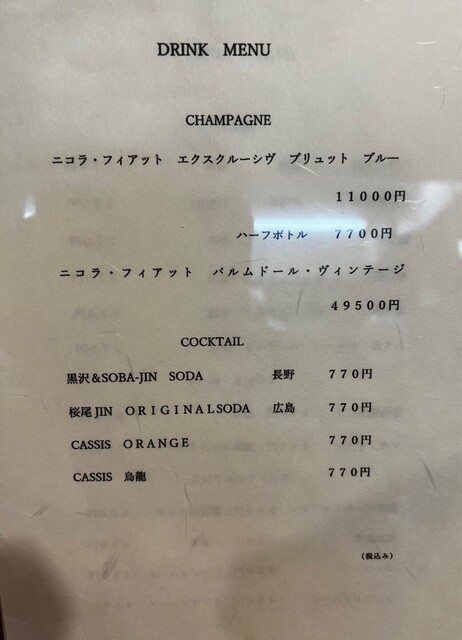 DRINK MENU
CHAMPAGNE
ニコラ・フィアット エクスクルーシヴ ブリュット ブルー
11000円
ハーフボトル 7700円
ニコラ・フィアット パルムドール・ヴィンテージ
49500円
COCKTAIL
黒沢&SOBA-JIN SODA 長野 770円
桜尾JIN ORIGINALSODA 広島 770円
CASSIS ORANGE 770円
CASSIS 烏龍 770円
(税込み)